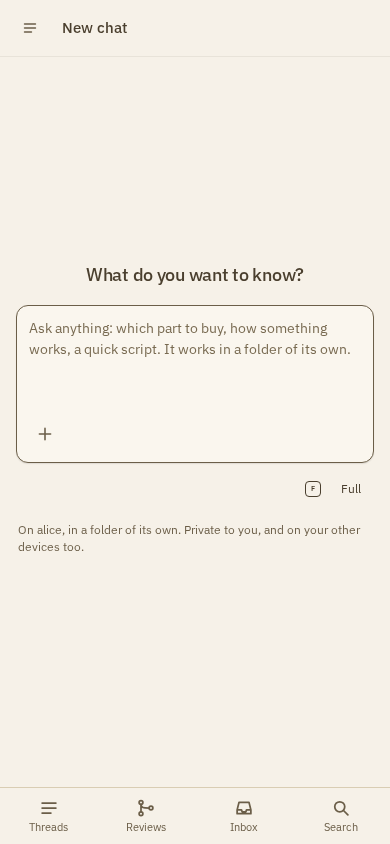 New chat
What do you want to know?
Ask anything: which part to buy, how something
works, a quick script. It works in a folder of its own.
F Full
On alice, in a folder of its own. Private to you, and on your other
devices too.
Threads Reviews Inbox Search